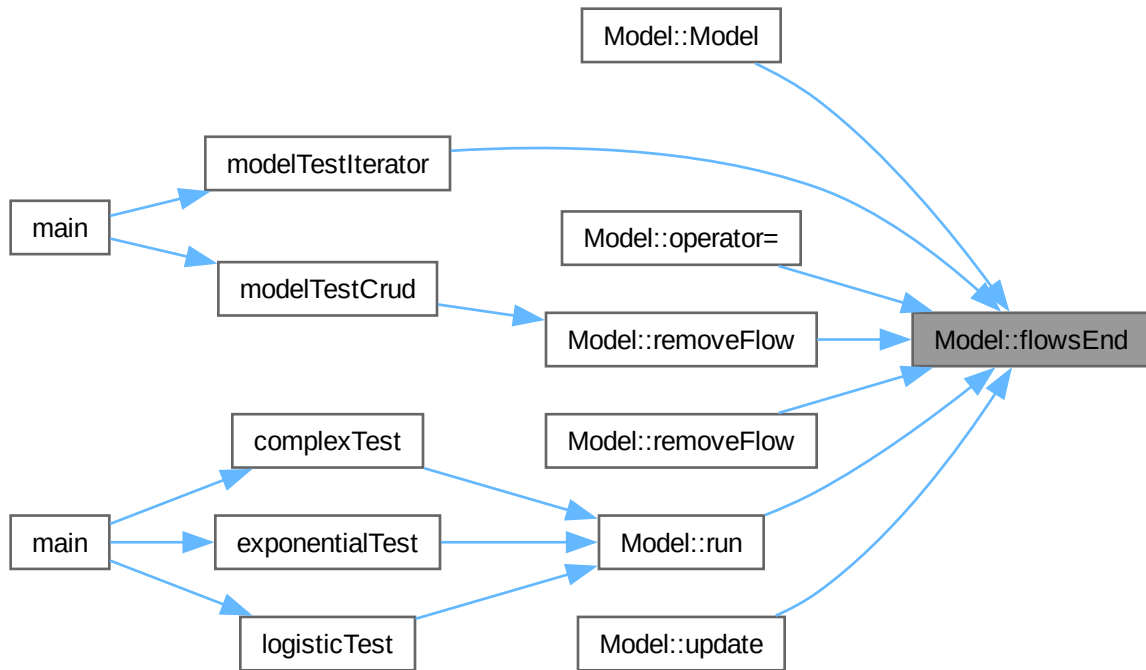 Model::Model
modelTestIterator
main
Model::operator=
modelTestCrud
Model::removeFlow
Model::flowsEnd
Model::removeFlow
complexTest
main
exponentialTest
Model::run
logisticTest
Model::update